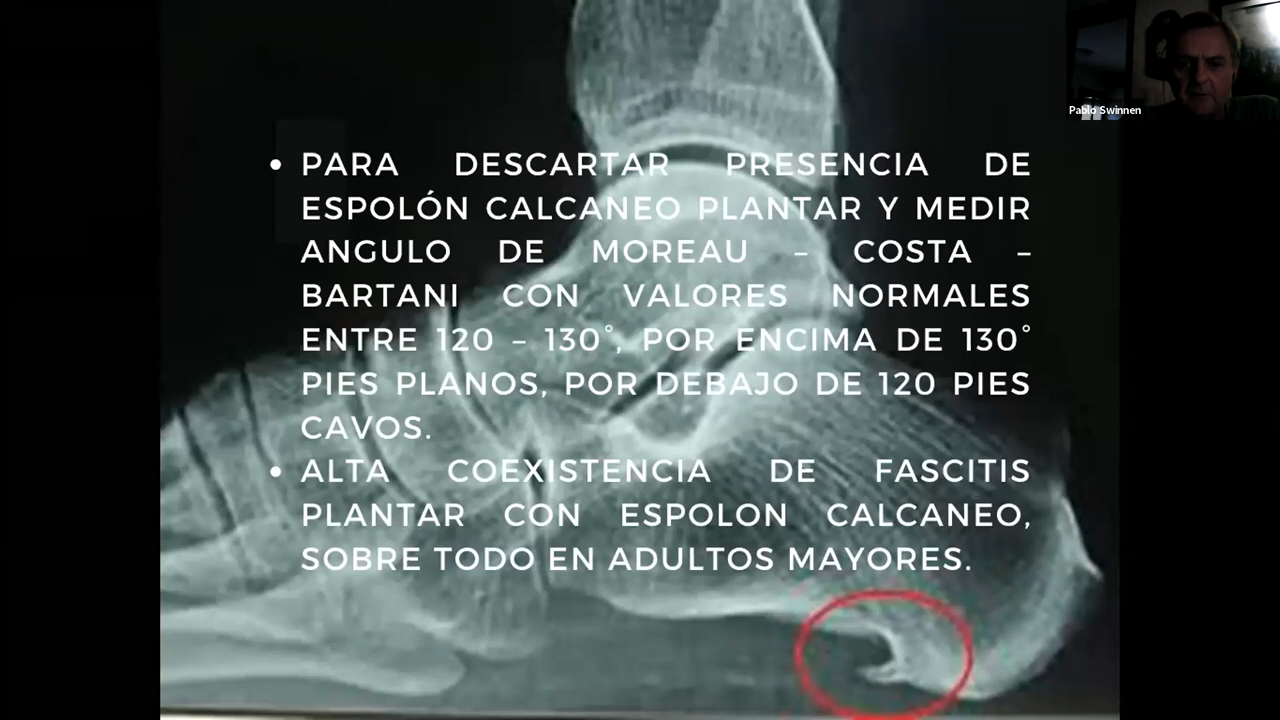 Pablo Swinnen
• PARA DESCARTAR PRESENCIA DE
ESPOLÓN CALCANEO PLANTAR Y MEDIR
ANGULO DE MOREAU – COSTA –
BARTANI CON VALORES NORMALES
ENTRE 120 – 130°, POR ENCIMA DE 130°
PIES PLANOS, POR DEBAJO DE 120 PIES
CAVOS.
• ALTA COEXISTENCIA DE FASCITIS
PLANTAR CON ESPOLON CALCANEO,
SOBRE TODO EN ADULTOS MAYORES.